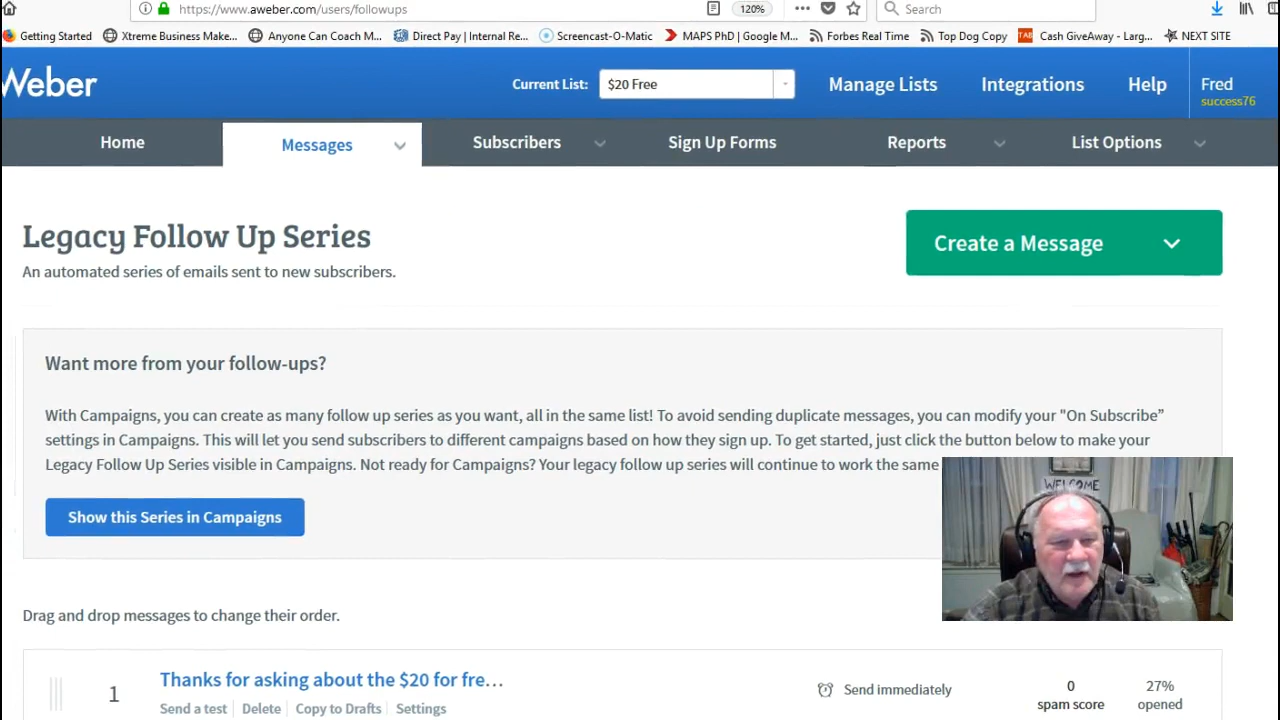 https://www.aweber.com/users/followups
120%
Search
Getting Started
Xtreme Business Make...
Anyone Can Coach M...
Direct Pay | Internal Re...
Screencast-O-Matic
MAPS PhD | Google M...
Forbes Real Time
Top Dog Copy
TAB
Cash GiveAway - Larg...
NEXT SITE
Weber
Current List:
$20 Free
Manage Lists
Integrations
Help
Fred
success76
Home
Messages
Subscribers
Sign Up Forms
Reports
List Options
Legacy Follow Up Series
Create a Message
An automated series of emails sent to new subscribers.
Want more from your follow-ups?
With Campaigns, you can create as many follow up series as you want, all in the same list! To avoid sending duplicate messages, you can modify your "On Subscribe”
settings in Campaigns. This will let you send subscribers to different campaigns based on how they sign up. To get started, just click the button below to make your
Legacy Follow Up Series visible in Campaigns. Not ready for Campaigns? Your legacy follow up series will continue to work the same
WELCOME
Show this Series in Campaigns
Drag and drop messages to change their order.
1
Thanks for asking about the $20 for fre...
Send immediately
0
27%
Send a test
Delete
Copy to Drafts
Settings
spam score
opened